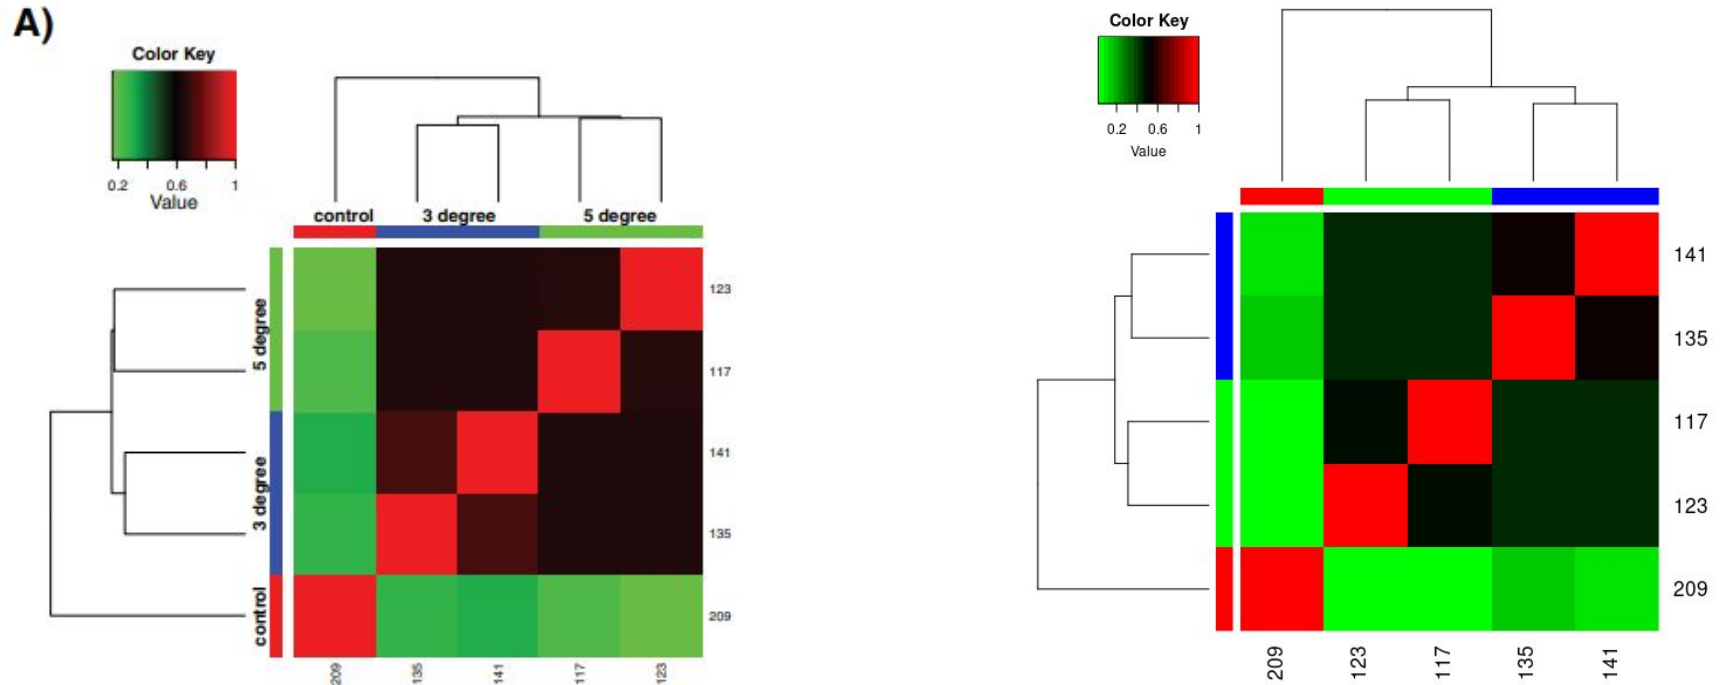 A)
Color Key
0.2 0.6 1
Value
control 3 degree 5 degree
5 degree
3 degree
control
123
117
141
135
209
209 135 141 117 123
Color Key
0.2 0.6 1
Value
141
135
117
123
209
209 123 117 135 141